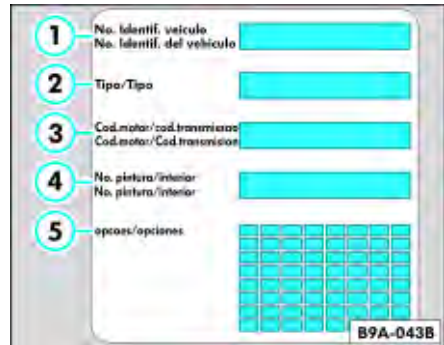 1 No. Identif. veiculo
No. Identif. del vehiculo
2 Tipo/Tipo
3 Cod.motor/cod.transmissao
Cod.motor/Cod.transmision
4 No. pintura/interior
No. pintura/interior
5 opcoes/opciones
B9A-043B